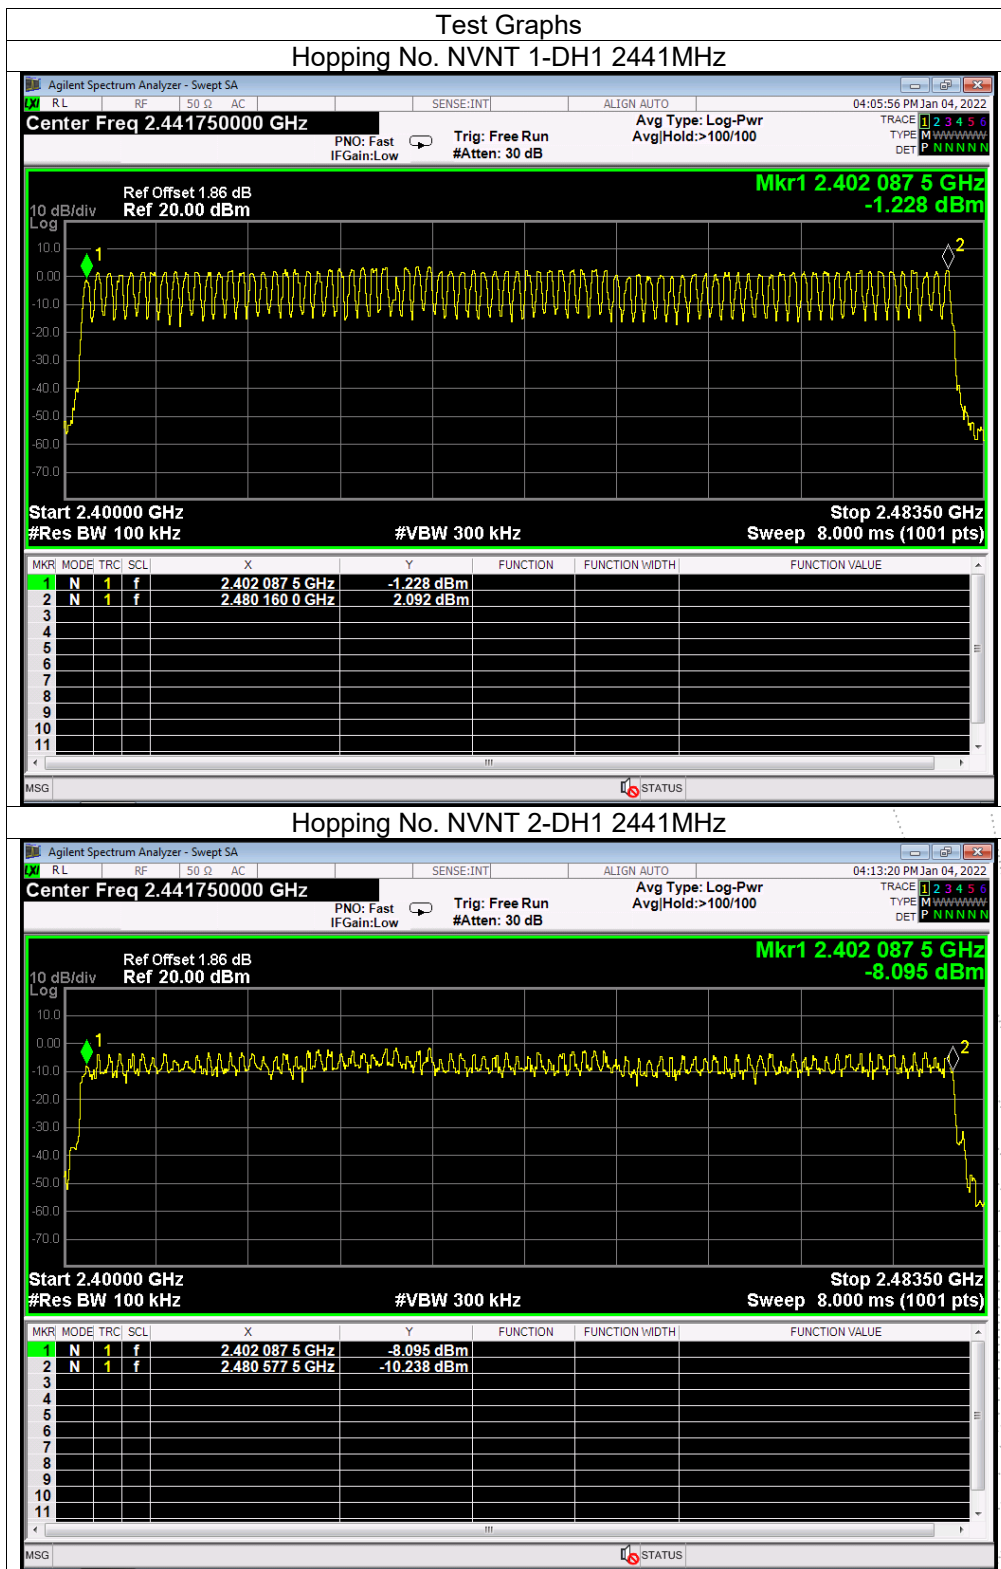 Test Graphs
Hopping No. NVNT 1-DH1 2441MHz
Agilent Spectrum Analyzer - Swept SA
LXI RL RF 50 Ω AC SENSE:INT ALIGN AUTO 04:05:56 PM Jan 04, 2022
Center Freq 2.441750000 GHz Avg Type: Log-Pwr TRACE 1 2 3 4 5 6
PNO: Fast Trig: Free Run Avg|Hold:>100/100 TYPE M WWWWW
IFGain:Low #Atten: 30 dB DET P N N N N N
Mkr1 2.402 087 5 GHz
Ref Offset 1.86 dB
10 dB/div Ref 20.00 dBm -1.228 dBm
Log
10.0
1 2
0.00
-10.0
-20.0
-30.0
-40.0
-50.0
-60.0
-70.0
Start 2.40000 GHz Stop 2.48350 GHz
#Res BW 100 kHz #VBW 300 kHz Sweep 8.000 ms (1001 pts)
MKR MODE TRC SCL X Y FUNCTION FUNCTION WIDTH FUNCTION VALUE
1 N 1 f 2.402 087 5 GHz -1.228 dBm
2 N 1 f 2.480 160 0 GHz 2.092 dBm
3
4
5
6
7
8
9
10
11
MSG STATUS
Hopping No. NVNT 2-DH1 2441MHz
Agilent Spectrum Analyzer - Swept SA
LXI RL RF 50 Ω AC SENSE:INT ALIGN AUTO 04:13:20 PM Jan 04, 2022
Center Freq 2.441750000 GHz Avg Type: Log-Pwr TRACE 1 2 3 4 5 6
PNO: Fast Trig: Free Run Avg|Hold:>100/100 TYPE M WWWWW
IFGain:Low #Atten: 30 dB DET P N N N N N
Mkr1 2.402 087 5 GHz
Ref Offset 1.86 dB
10 dB/div Ref 20.00 dBm -8.095 dBm
Log
10.0
0.00
1 2
-10.0
-20.0
-30.0
-40.0
-50.0
-60.0
-70.0
Start 2.40000 GHz Stop 2.48350 GHz
#Res BW 100 kHz #VBW 300 kHz Sweep 8.000 ms (1001 pts)
MKR MODE TRC SCL X Y FUNCTION FUNCTION WIDTH FUNCTION VALUE
1 N 1 f 2.402 087 5 GHz -8.095 dBm
2 N 1 f 2.480 577 5 GHz -10.238 dBm
3
4
5
6
7
8
9
10
11
MSG STATUS